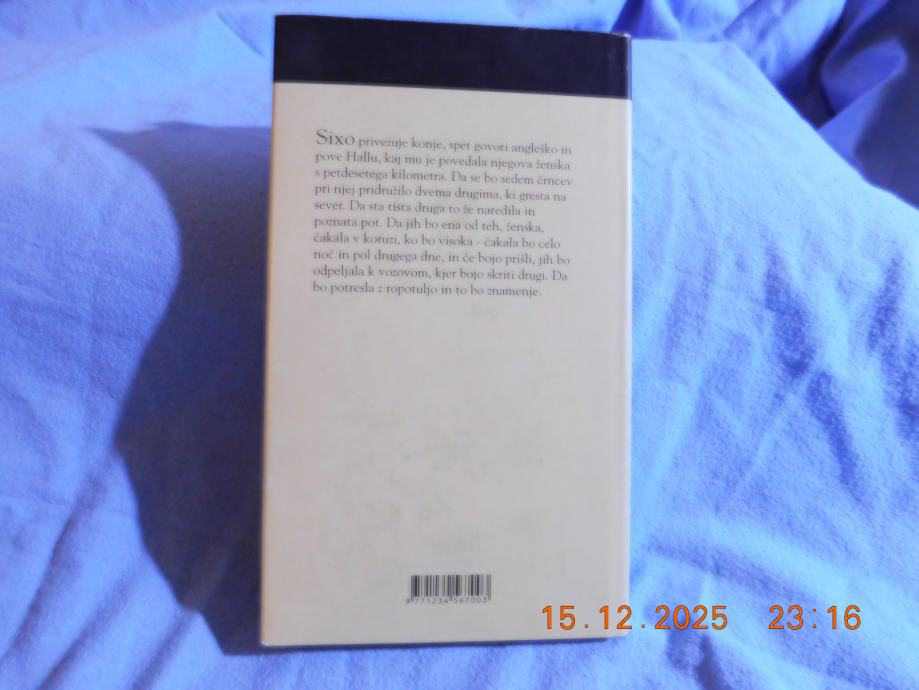 Sixo privezuje konje, spet govori angleško in
pove Hallu, kaj mu je povedala njegova ženska
s petdesetega kilometra. Da se bo sedem črncev
pri njej pridružilo dvema drugima, ki gresta na
sever. Da sta tista druga to že naredila in
poznata pot. Da jih bo ena od teh, ženska,
čakala v koruzi, ko bo visoka - čakala bo celo
noč in pol drugega dne, in če bojo prišli, jih bo
odpeljala k vozovom, kjer bojo skriti drugi. Da
bo potresla z ropotuljo in to bo znamenje.
9 771234 567003
15.12.2025 23:16